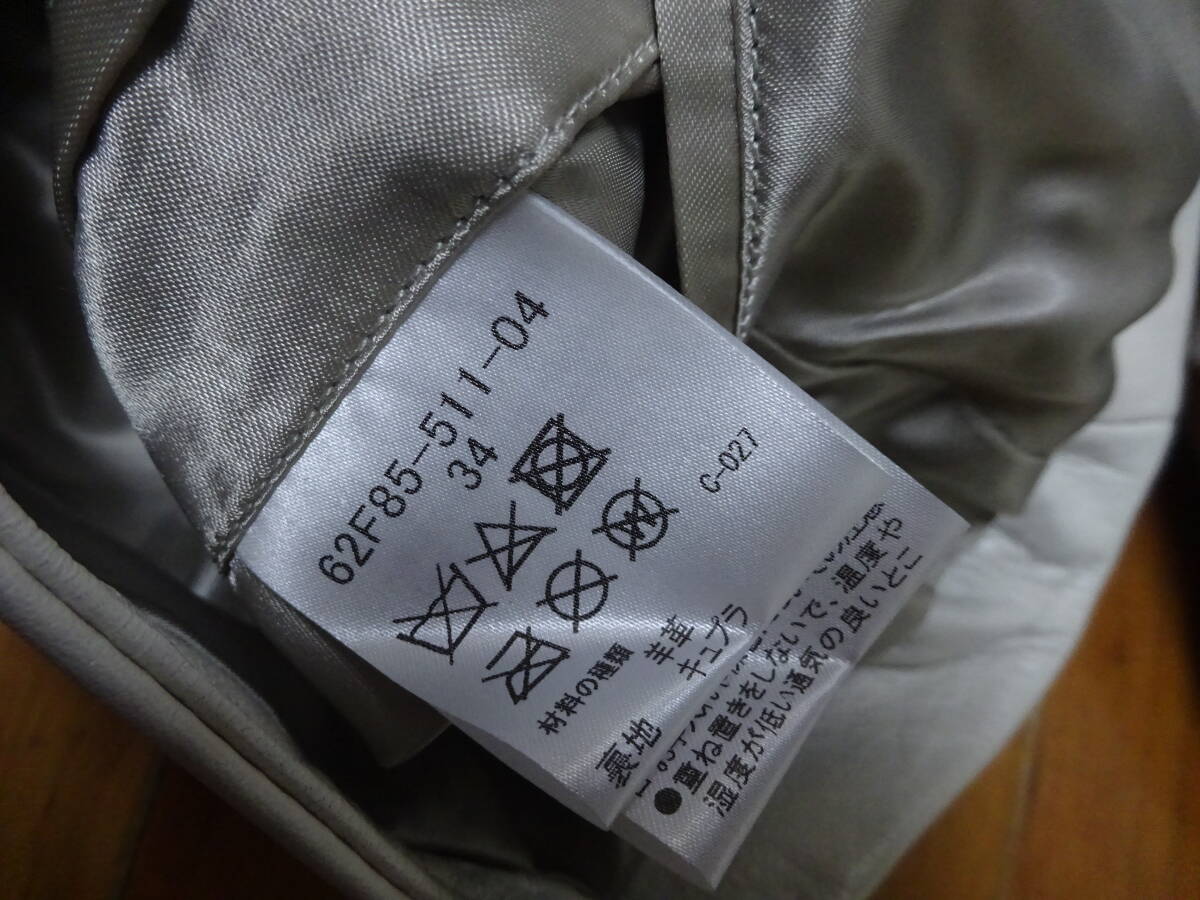 62F85-511-04
34
C-027
材料の種類
羊革
裏地 キュプラ
●重ね置きをしないで、温度や
湿度が低い通気の良いとこ